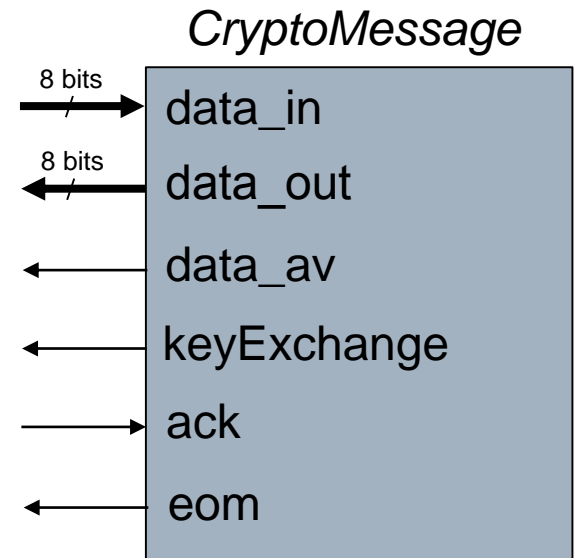 CryptoMessage
8 bits
data_in
8 bits
data_out
data_av
keyExchange
ack
eom